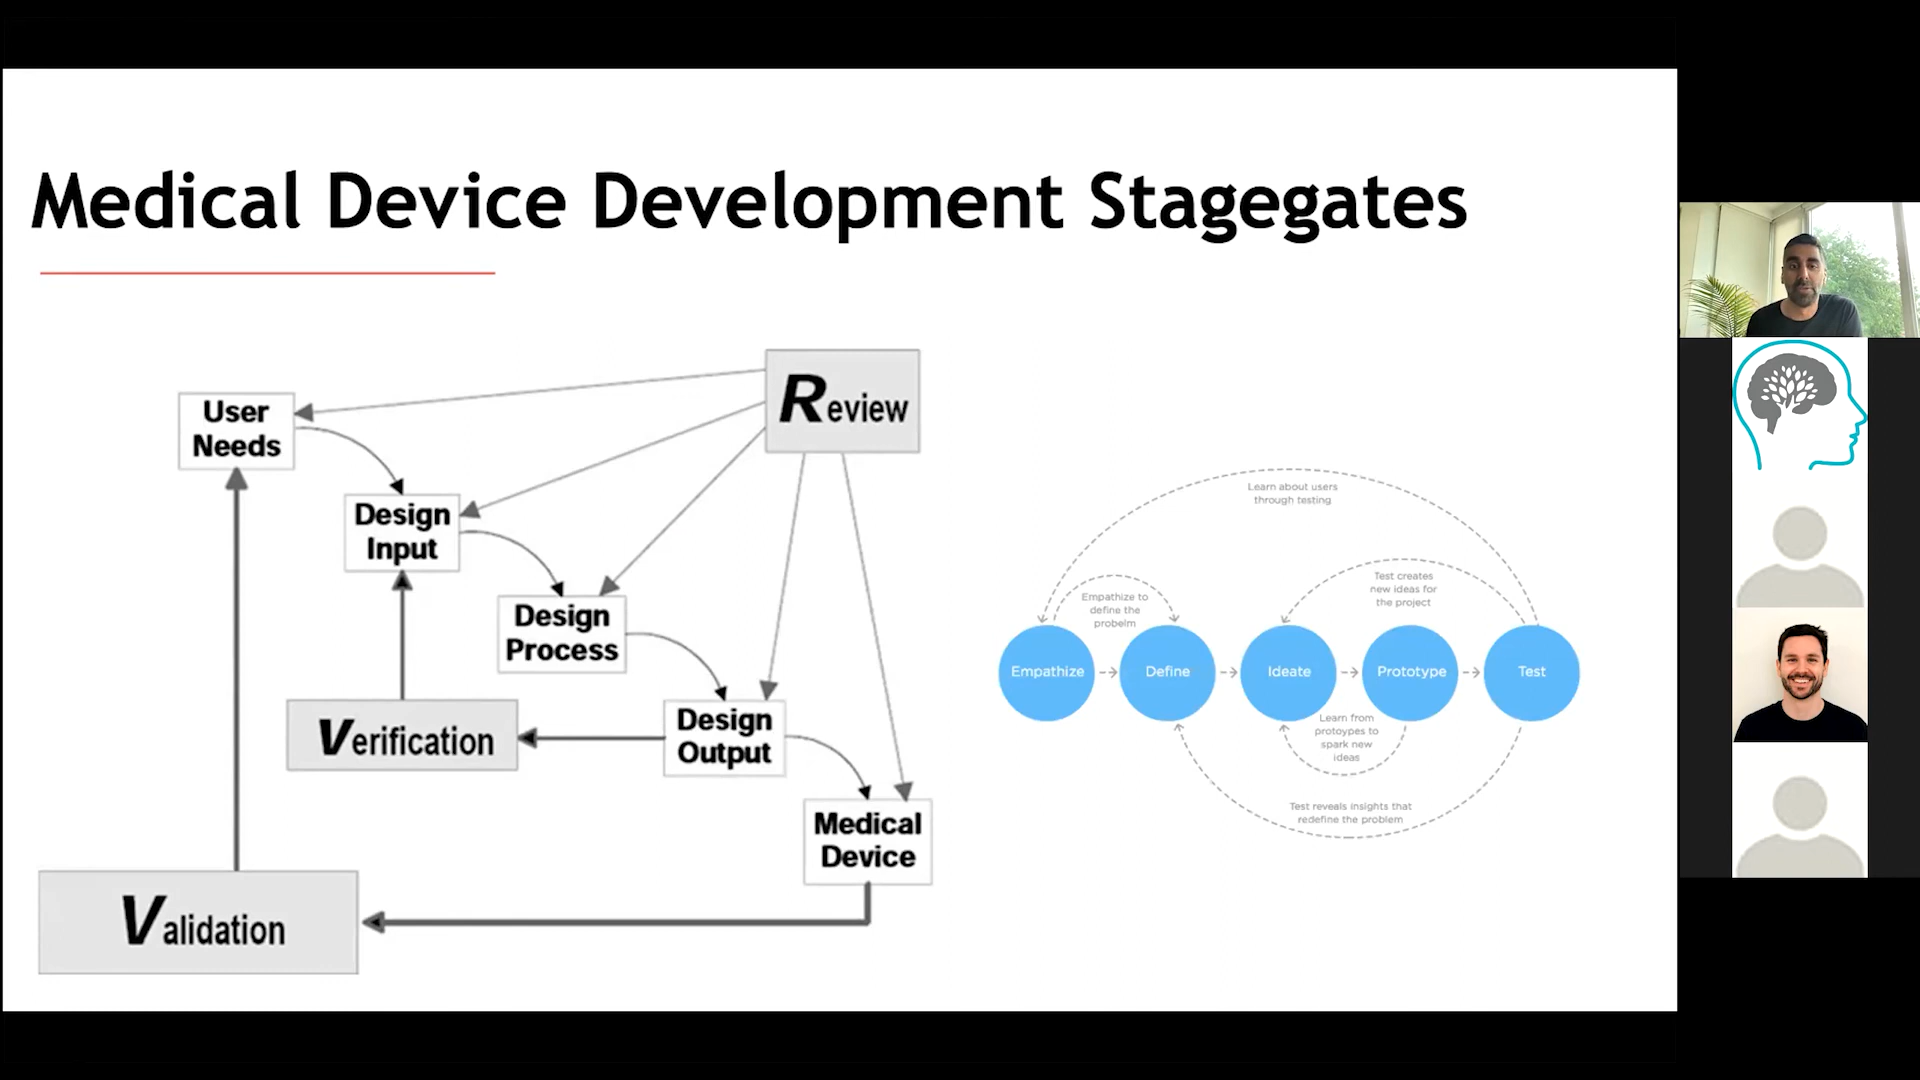 Medical Device Development Stagegates
Review
User
Needs
Design
Input
Design
Process
Verification
Design
Output
Medical
Device
Validation
Learn about users
through testing
Test creates
new ideas for
the project
Empathize to
define the
probelm
Empathize
Define
Ideate
Prototype
Test
Learn from
protoypes to
spark new
ideas
Test reveals insights that
redefine the problem